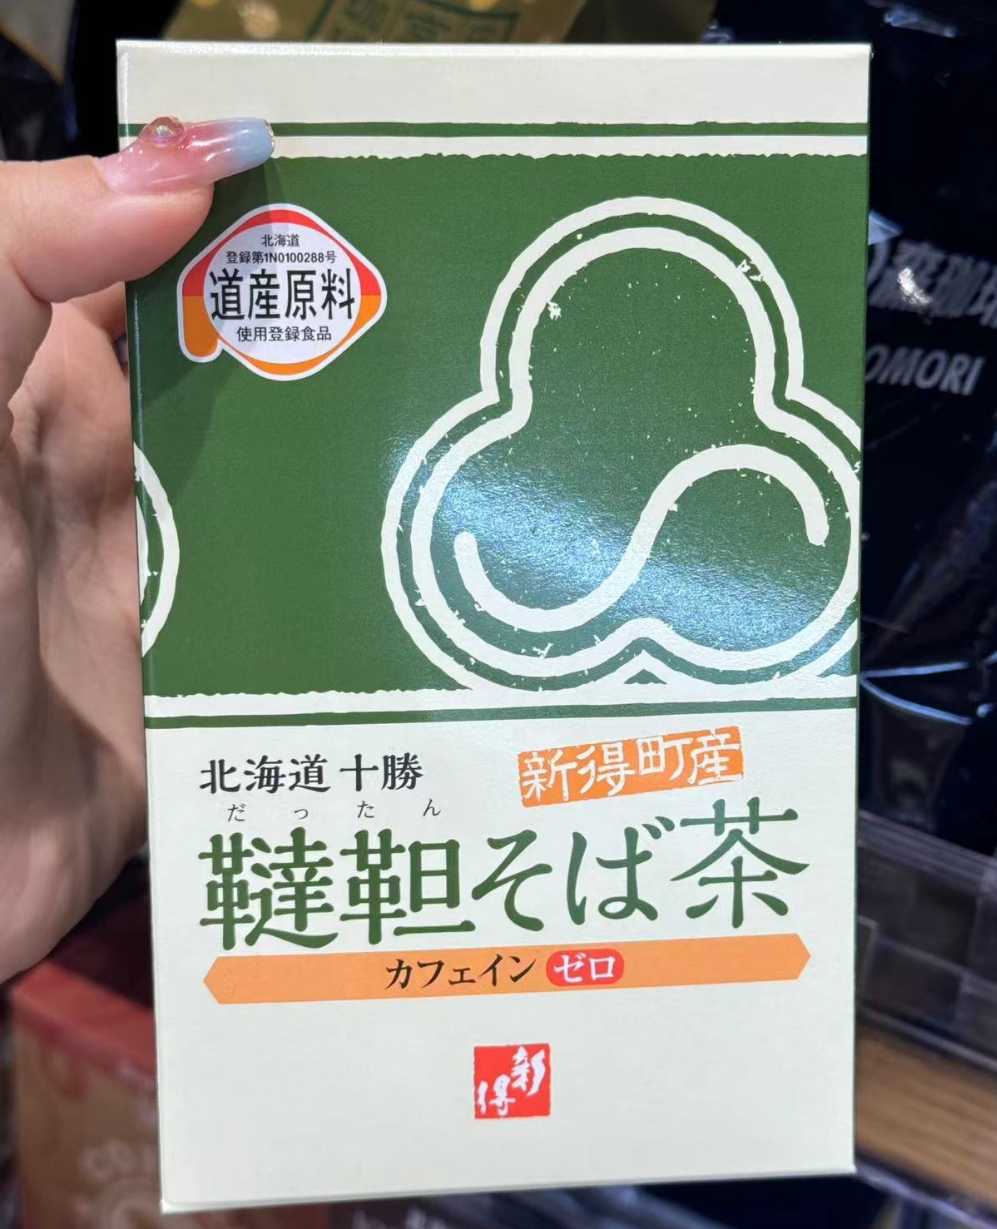 北海道
登録第1N0100288号
道産原料
使用登録食品
北海道 十勝
新得町産
だったん
韃靼そば茶
カフェイン ゼロ
新得
OMORI